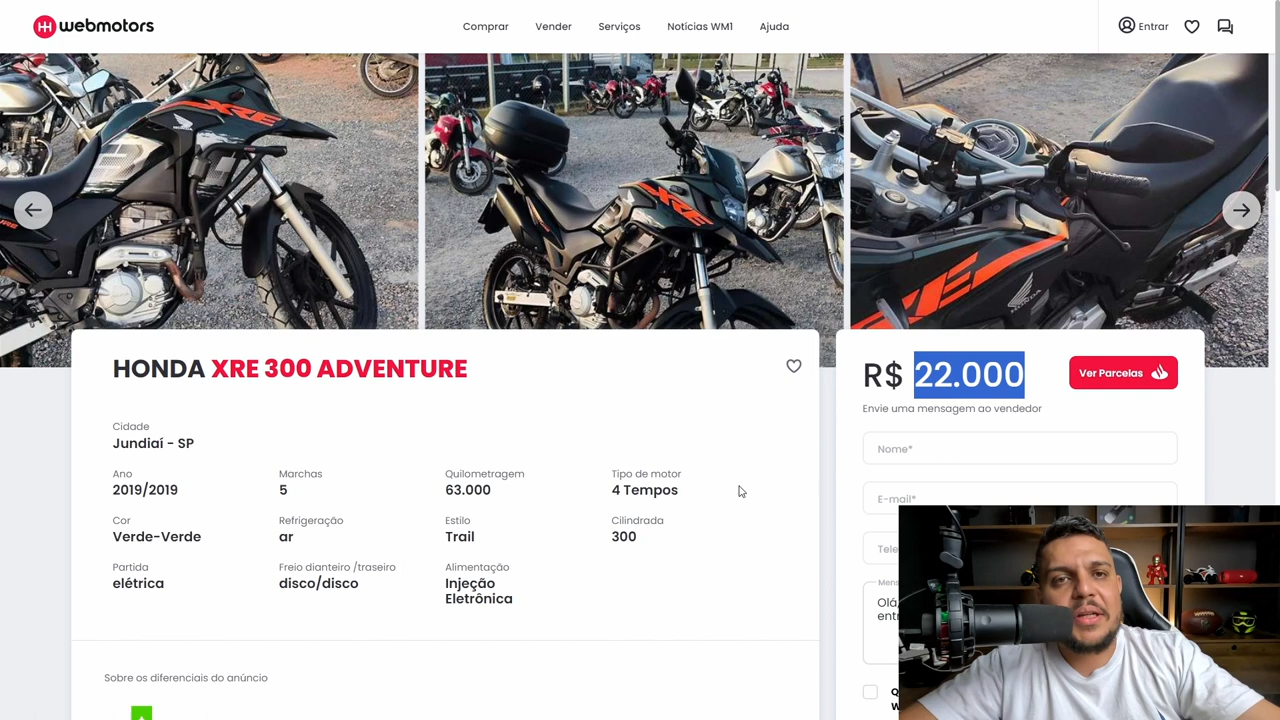 webmotors
Comprar
Vender
Serviços
Notícias WM1
Ajuda
Entrar
XRE
XRE
HONDA XRE 300 ADVENTURE
Cidade
Jundiaí - SP
Ano
Marchas
Quilometragem
Tipo de motor
2019/2019
5
63.000
4 Tempos
Cor
Refrigeração
Estilo
Cilindrada
Verde-Verde
ar
Trail
300
Partida
Freio dianteiro /traseiro
Alimentação
elétrica
disco/disco
Injeção
Eletrônica
Sobre os diferenciais do anúncio
R$ 22.000
Ver Parcelas
Envie uma mensagem ao vendedor
Nome*
E-mail*